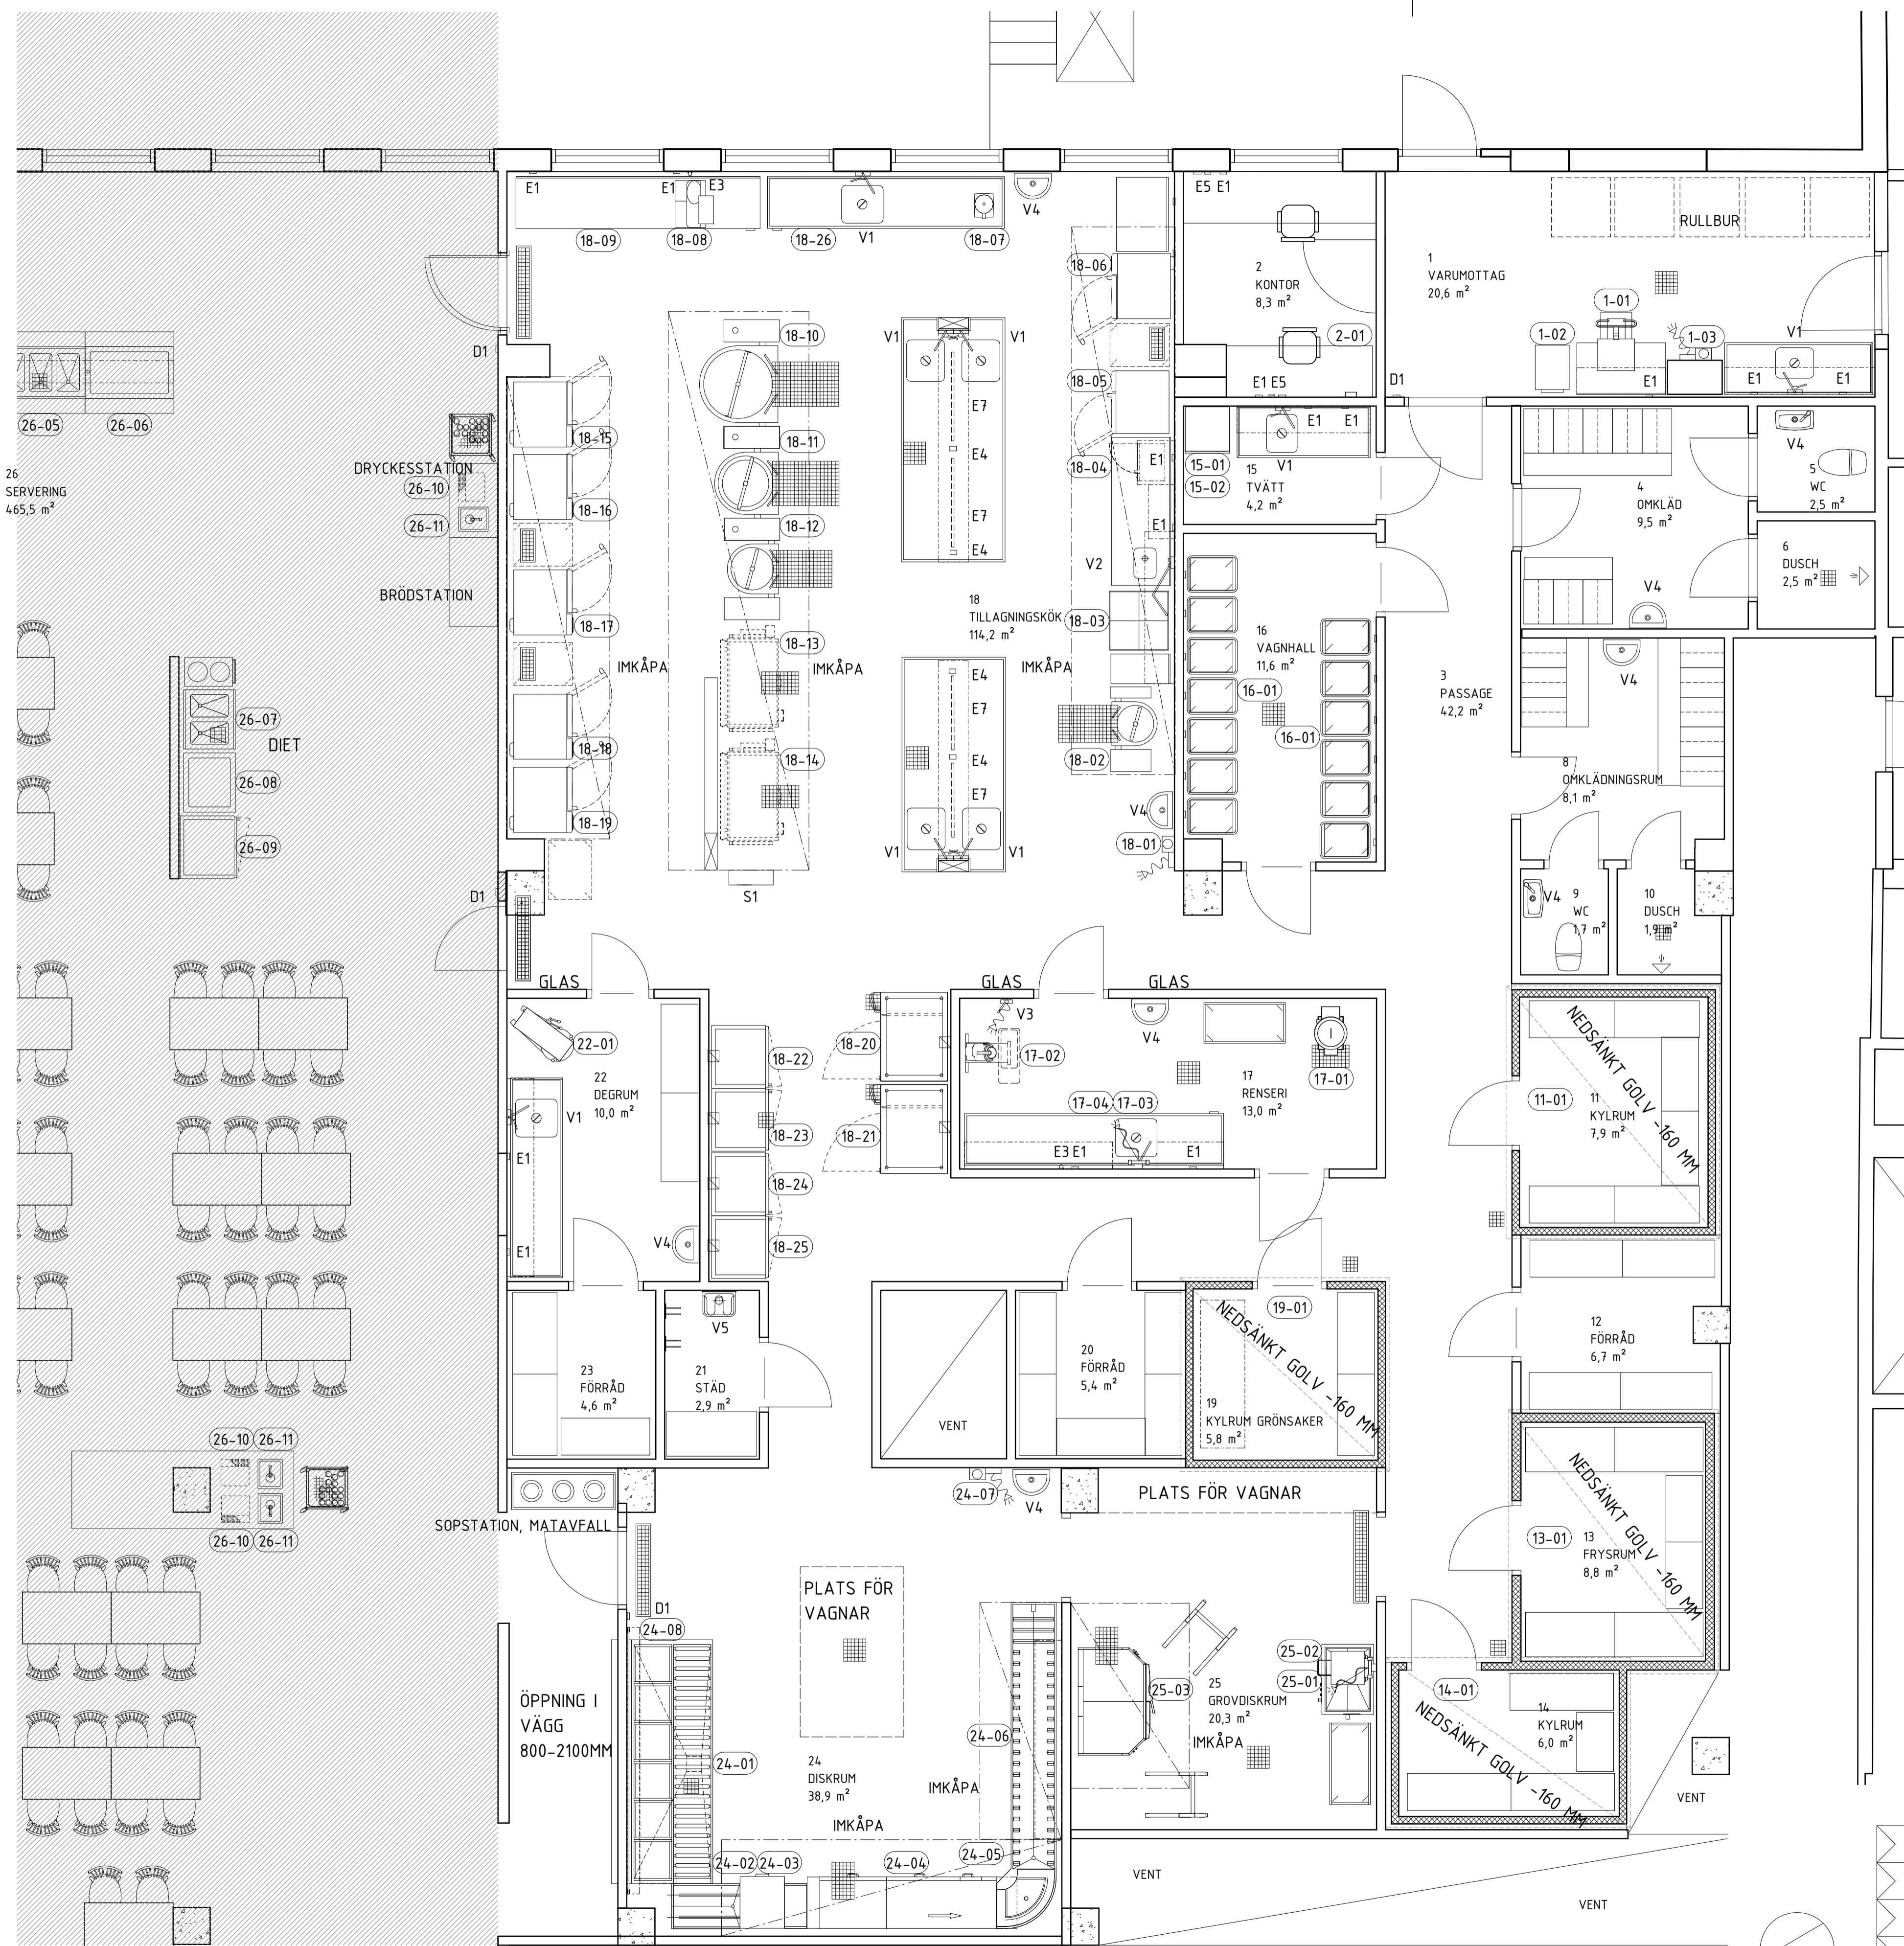 E1
E1
E3
V4
E5 E1
RULLBUR
18-09
18-08
18-26
V1
18-07
18-06
2
KONTOR
8,3 m²
1
VARUMOTTAG
20,6 m²
1-01
18-10
V1
V1
2-01
1-02
1-03
V1
D1
18-05
E1 E5
D1
E1
E1
E1
26-05
26-06
18-15
18-11
E7
E4
18-04
E1
15-01
15-02
15
TVÄTT
4,2 m²
V1
E1
E1
V4
5
WC
2,5 m²
4
OMKLÄD
9,5 m²
26
SERVERING
465,5 m²
DRYCKESSTATION
26-10
26-11
18-16
18-12
E7
E4
E1
V2
6
DUSCH
2,5 m²
V4
BRÖDSTATION
18-17
18
TILLAGNINGSKÖK
114,2 m²
18-03
18-13
16
VAGNHALL
11,6 m²
IMKÅPA
IMKÅPA
IMKÅPA
E4
E7
16-01
16-01
3
PASSAGE
42,2 m²
V4
26-07
DIET
26-08
26-09
18-18
18-14
18-19
E4
E7
18-02
V4
18-01
8
OMKLÄDNINGSRUM
8,1 m²
V1
V1
D1
S1
V4
9
WC
1,7 m²
10
DUSCH
1,9 m²
GLAS
GLAS
GLAS
22-01
22
DEGRUM
10,0 m²
V1
18-22
18-20
V3
17-02
V4
17
RENSERI
13,0 m²
17-01
NEDSÄNKT GOLV -160 MM
11-01
11
KYLRUM
7,9 m²
18-23
18-21
17-04
17-03
E3 E1
E1
E1
18-24
V4
E1
18-25
19-01
V5
NEDSÄNKT GOLV -160 MM
12
FÖRRÅD
6,7 m²
23
FÖRRÅD
4,6 m²
21
STÄD
2,9 m²
20
FÖRRÅD
5,4 m²
19
KYLRUM GRÖNSAKER
5,8 m²
VENT
26-10
26-11
24-07
V4
PLATS FÖR VAGNAR
NEDSÄNKT GOLV -160 MM
SOPSTATION, MATAVFALL
26-10
26-11
13-01
13
FRYSRUM
8,8 m²
PLATS FÖR
VAGNAR
D1
24-08
25-02
25-01
25-03
25
GROVDISKRUM
20,3 m²
IMKÅPA
14-01
14
KYLRUM
6,0 m²
NEDSÄNKT GOLV -160 MM
ÖPPNING I
VÄGG
800-2100MM
24-01
24-06
24
DISKRUM
38,9 m²
IMKÅPA
IMKÅPA
VENT
24-02
24-03
24-04
24-05
VENT
VENT